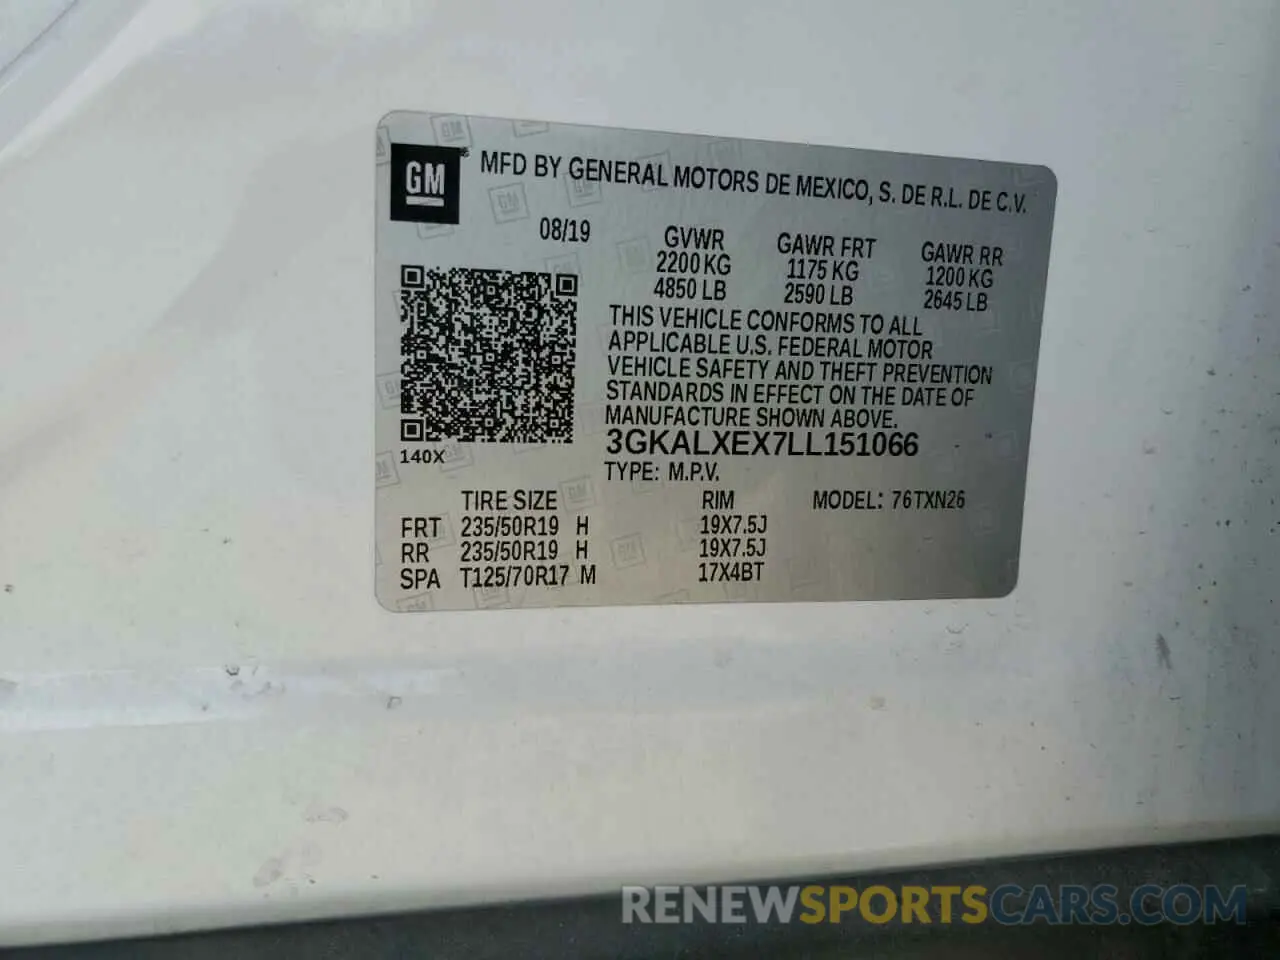 GM® MFD BY GENERAL MOTORS DE MEXICO, S. DE R.L. DE C.V.
08/19 GVWR GAWR FRT GAWR RR
2200 KG 1175 KG 1200 KG
4850 LB 2590 LB 2645 LB
THIS VEHICLE CONFORMS TO ALL
APPLICABLE U.S. FEDERAL MOTOR
VEHICLE SAFETY AND THEFT PREVENTION
STANDARDS IN EFFECT ON THE DATE OF
MANUFACTURE SHOWN ABOVE.
140X 3GKALXEX7LL151066
TYPE: M.P.V.
TIRE SIZE RIM MODEL: 76TXN26
FRT 235/50R19 H 19X7.5J
RR 235/50R19 H 19X7.5J
SPA T125/70R17 M 17X4BT
RENEWSPORTSCARS.COM